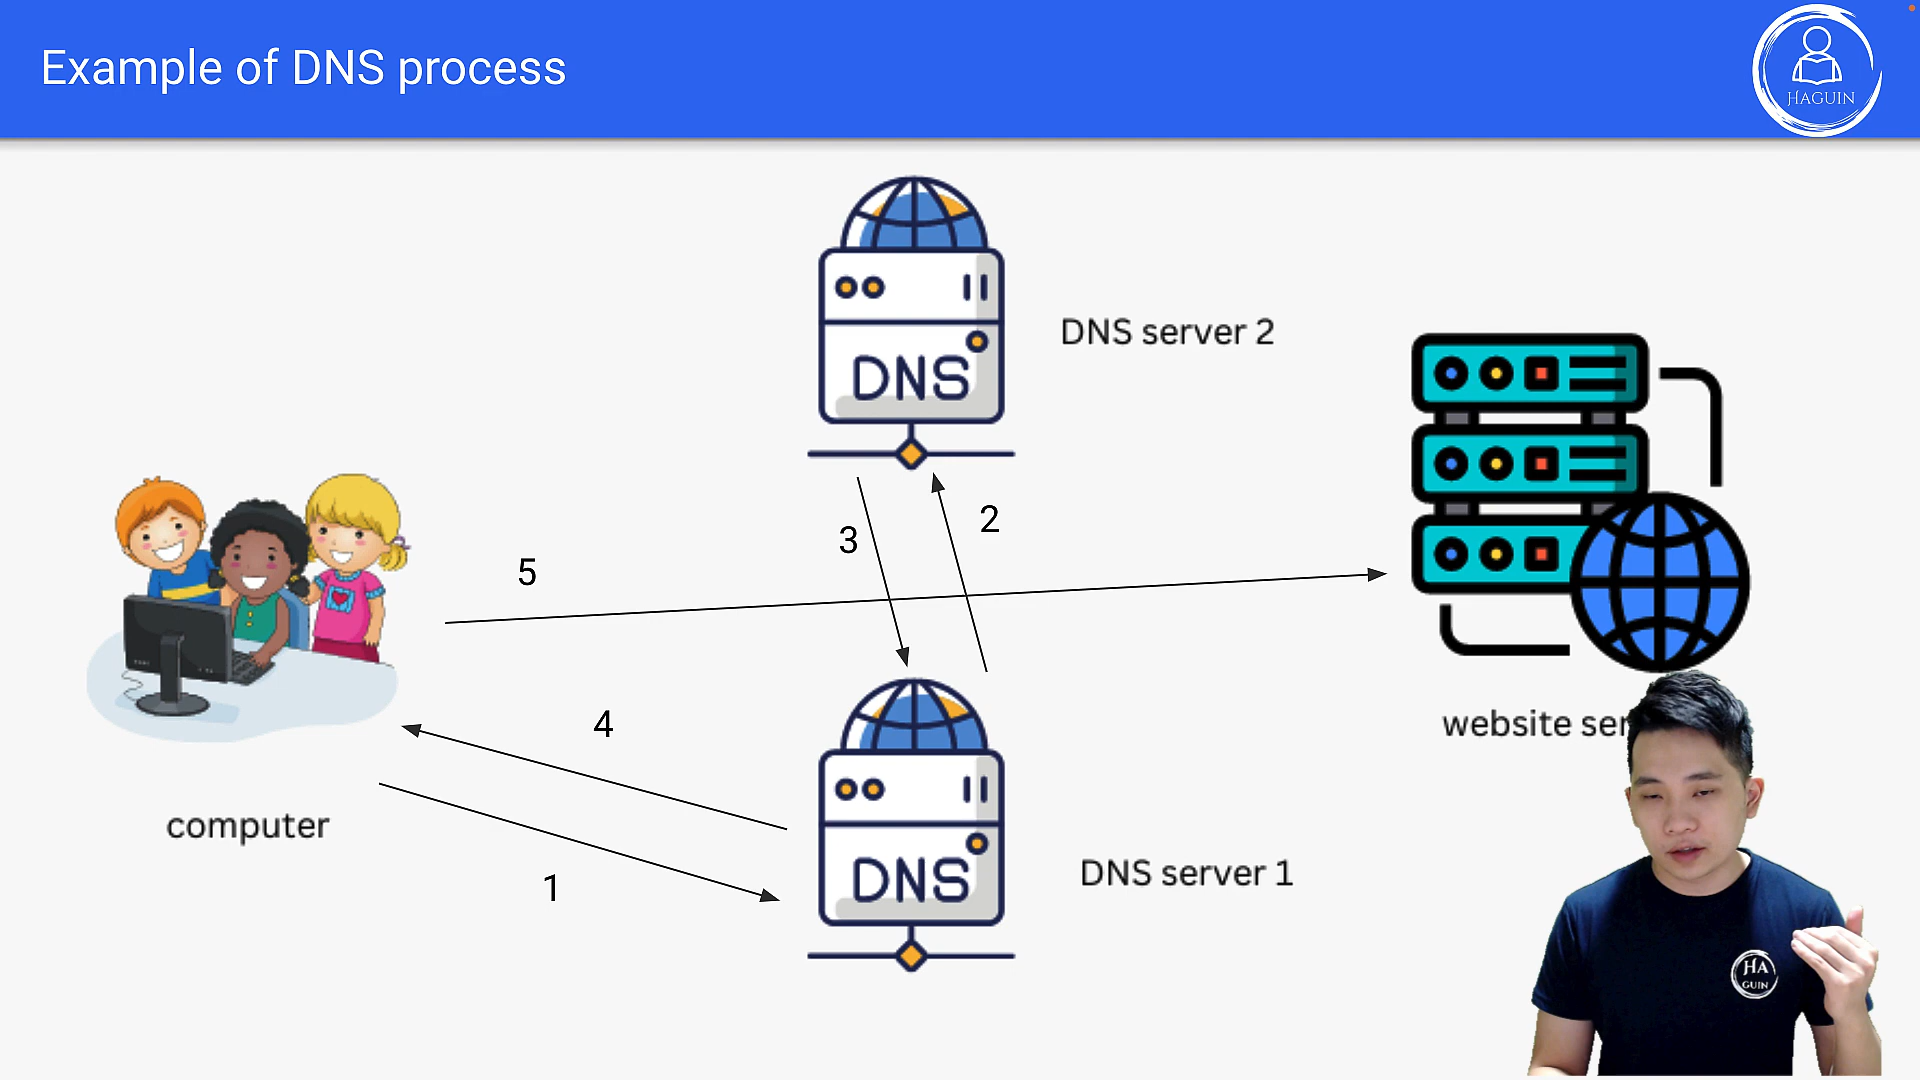 Example of DNS process
HAGUIN
DNS
DNS server 2
3
2
5
website
4
computer
DNS
DNS server 1
1
HA
GUIN